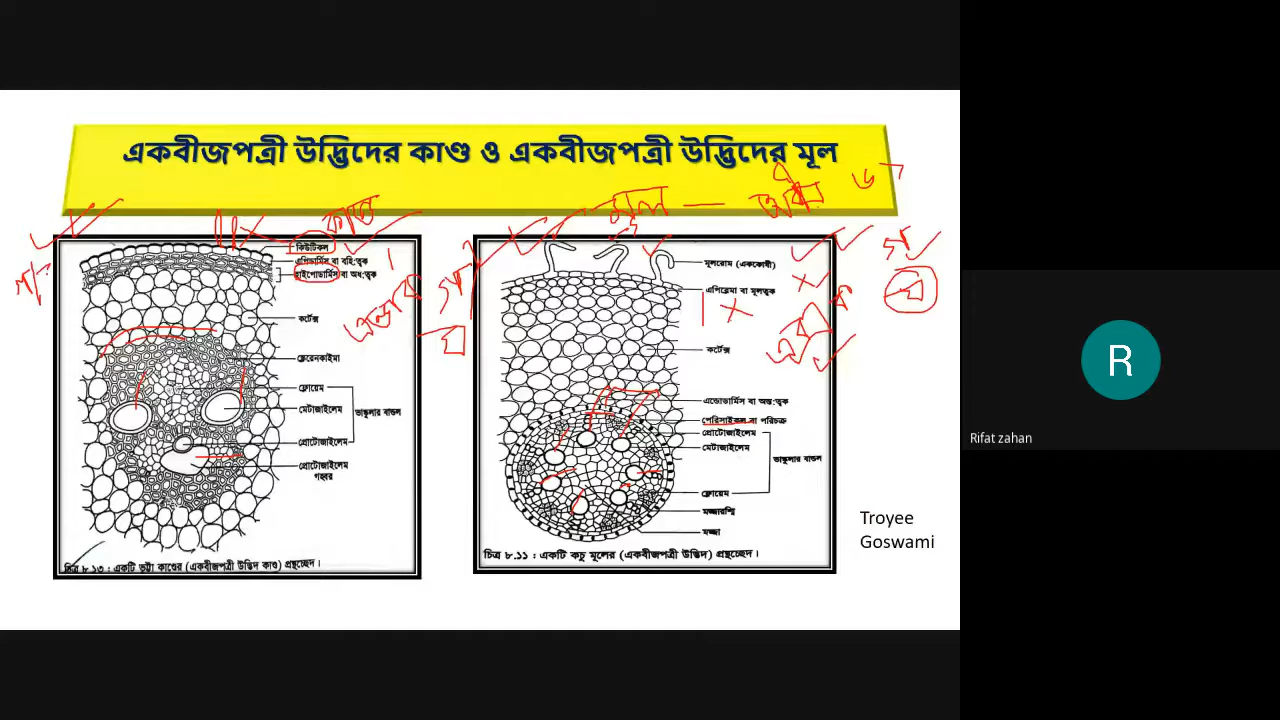 একবীজপত্রী উদ্ভিদের কাণ্ড ও একবীজপত্রী উদ্ভিদের মূল
কাণ্ড
কিউটিকল
এপিডার্মিস বা বহিঃত্বক
হাইপোডার্মিস বা অধঃত্বক
কর্টেক্স
স্ক্লেরেনকাইমা
ফ্লোয়েম
মেটাজাইলেম
ভাস্কুলার বান্ডল
প্রোটোজাইলেম
প্রোটোজাইলেম
গহ্বর
চিত্র ৮.১৩ : একটি ভুট্টা কাণ্ডের (একবীজপত্রী উদ্ভিদ কাণ্ড) প্রস্থচ্ছেদ।
মূল —
মূলরোম (এককোষী)
এপিব্লেমা বা মূলত্বক
কর্টেক্স
এন্ডোডার্মিস বা অন্তঃত্বক
পেরিসাইকল বা পরিচক্র
প্রোটোজাইলেম
মেটাজাইলেম
ভাস্কুলার বান্ডল
ফ্লোয়েম
মজ্জারশ্মি
মজ্জা
চিত্র ৮.১১ : একটি কচু মূলের (একবীজপত্রী উদ্ভিদ) প্রস্থচ্ছেদ।
Troyee
Goswami
R
Rifat zahan